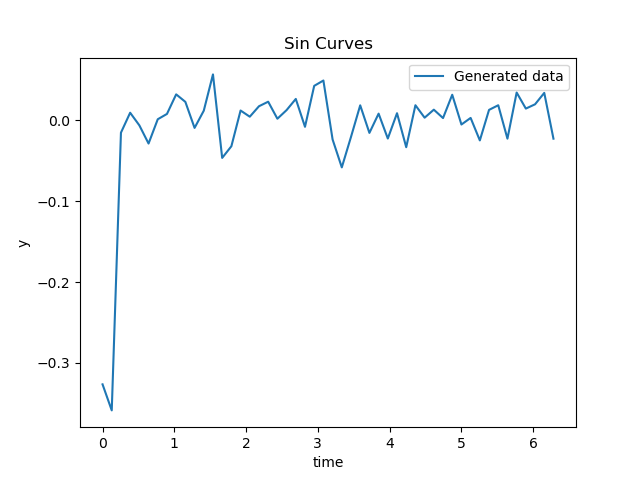 Sin Curves
Generated data
0.0
−0.1
−0.2
−0.3
y
0 1 2 3 4 5 6
time